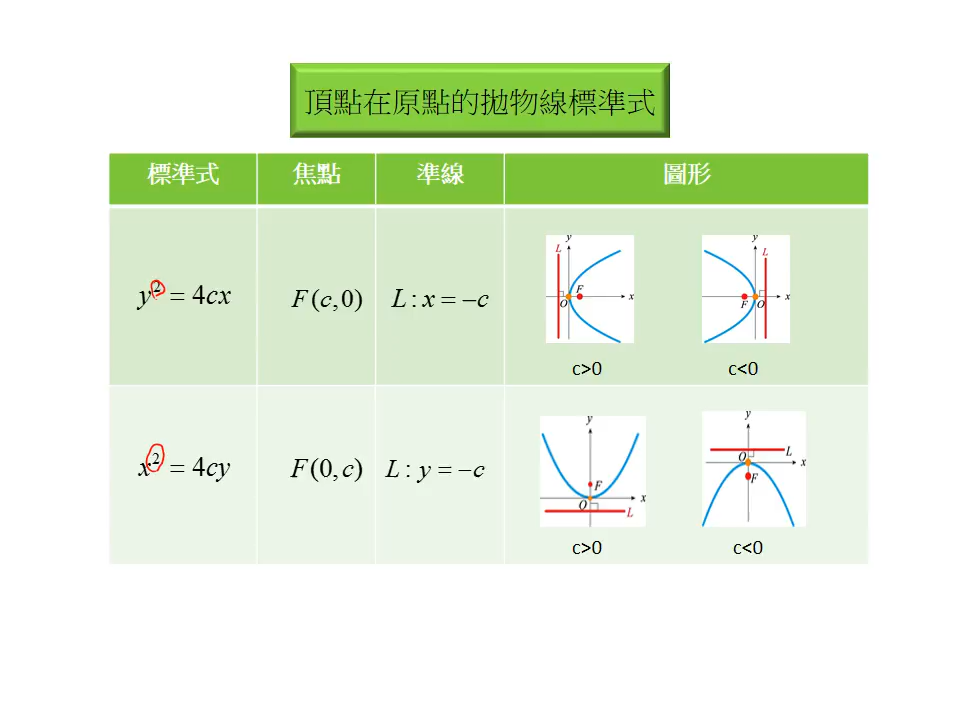 頂點在原點的拋物線標準式
標準式 焦點 準線 圖形
y² = 4cx F(c,0) L : x = −c
y
L
F
O
x
c>0
y
L
F O
x
c<0
x² = 4cy F(0,c) L : y = −c
y
F
O
x
L
c>0
y
L
O
x
F
c<0